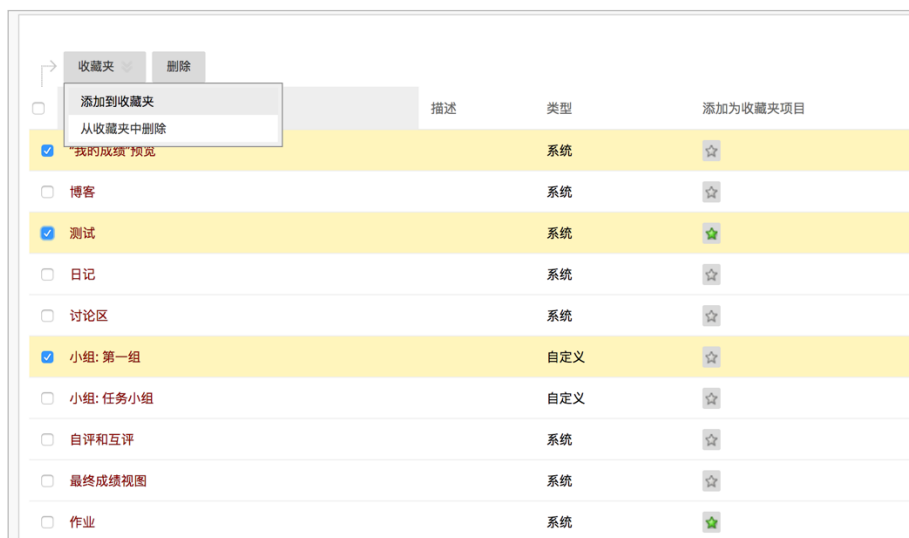 收藏夹 删除
添加到收藏夹
从收藏夹中删除
描述 类型 添加为收藏夹项目
“我的成绩”预览 系统
博客 系统
测试 系统
日记 系统
讨论区 系统
小组: 第一组 自定义
小组: 任务小组 自定义
自评和互评 系统
最终成绩视图 系统
作业 系统